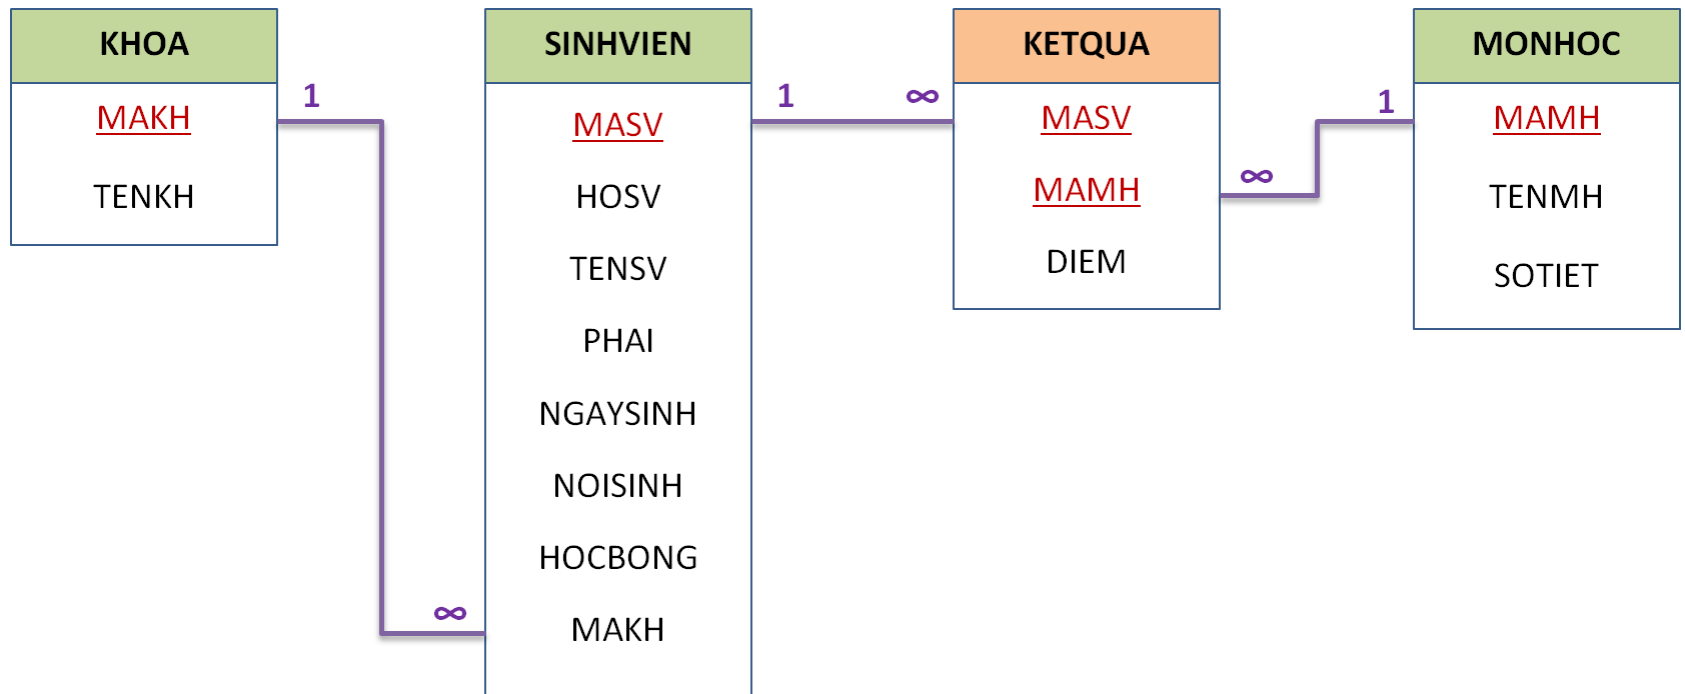 KHOA
MAKH
TENKH
1
∞
SINHVIEN
MASV
HOSV
TENSV
PHAI
NGAYSINH
NOISINH
HOCBONG
MAKH
1
∞
KETQUA
MASV
MAMH
DIEM
∞
1
MONHOC
MAMH
TENMH
SOTIET